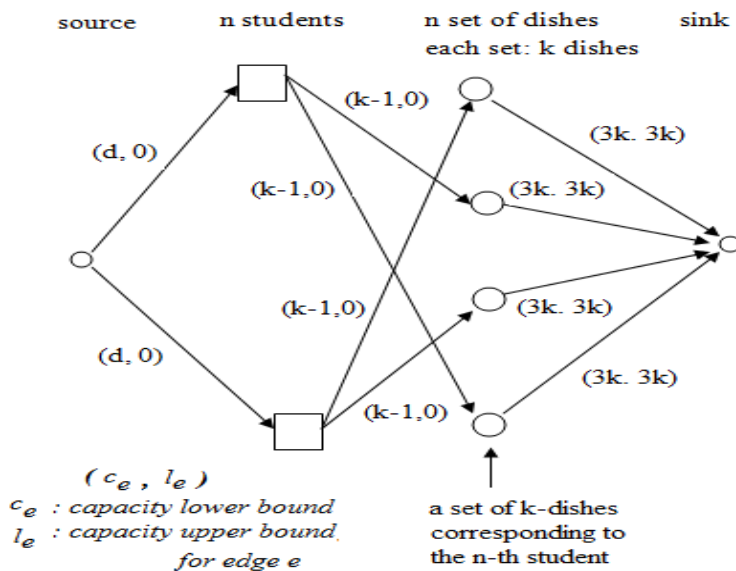 source
n students
n set of dishes
each set: k dishes
sink
(k-1,0)
(3k. 3k)
(d, 0)
(k-1,0)
(3k. 3k)
(k-1,0)
(3k. 3k)
(d, 0)
(k-1,0)
(3k. 3k)
( c_e , l_e )
c_e : capacity lower bound
l_e : capacity upper bound
for edge e
a set of k-dishes
corresponding to
the n-th student